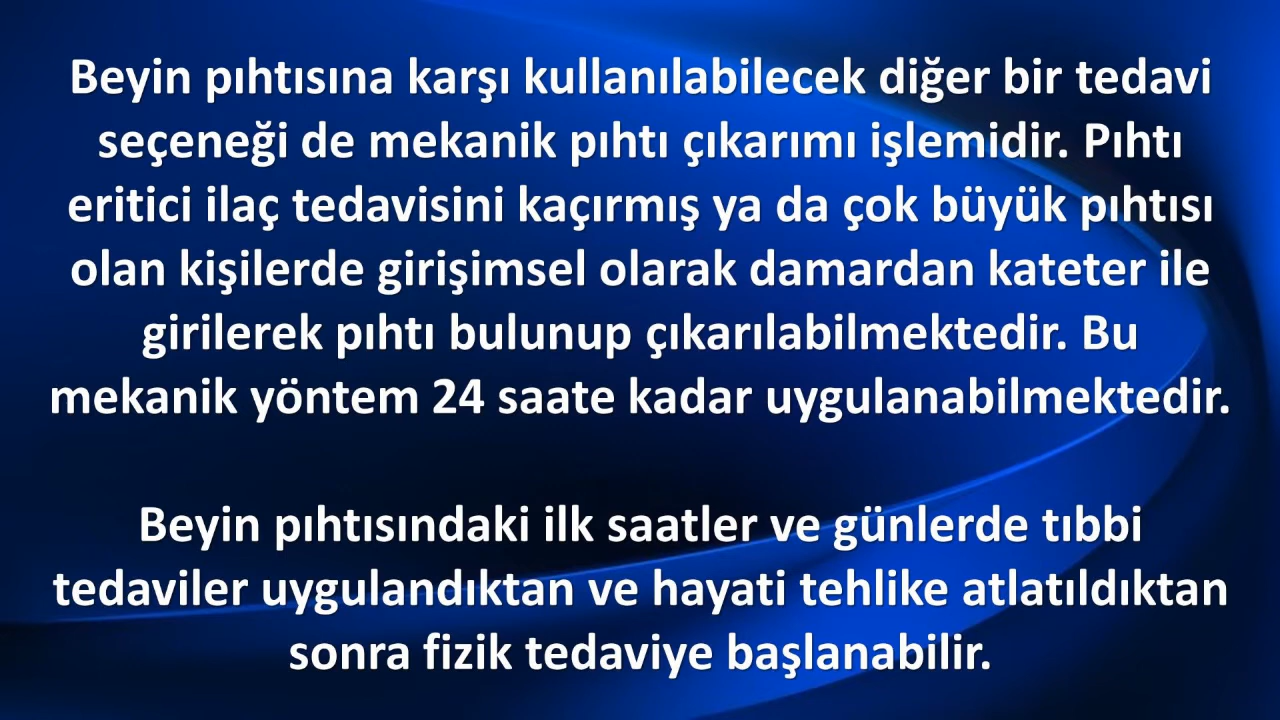 Beyin pıhtısına karşı kullanılabilecek diğer bir tedavi
seçeneği de mekanik pıhtı çıkarımı işlemidir. Pıhtı
eritici ilaç tedavisini kaçırmış ya da çok büyük pıhtısı
olan kişilerde girişimsel olarak damardan kateter ile
girilerek pıhtı bulunup çıkarılabilmektedir. Bu
mekanik yöntem 24 saate kadar uygulanabilmektedir.
Beyin pıhtısındaki ilk saatler ve günlerde tıbbi
tedaviler uygulandıktan ve hayati tehlike atlatıldıktan
sonra fizik tedaviye başlanabilir.